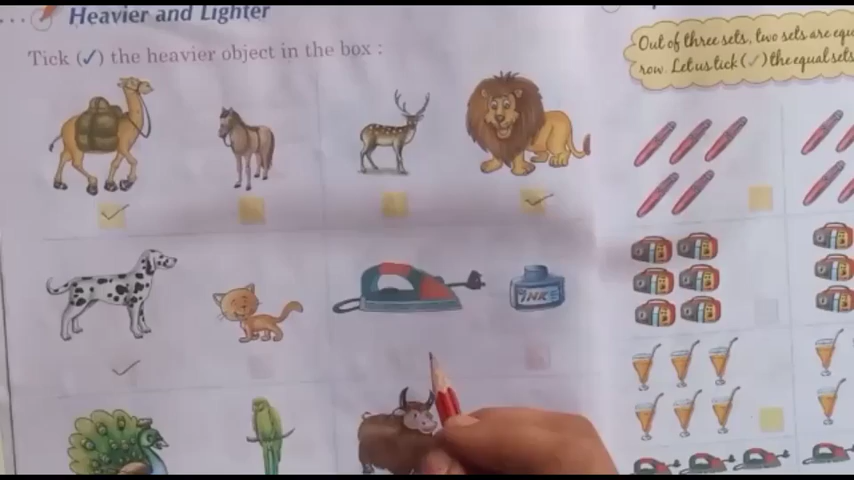 Heavier and Lighter
Tick (✓) the heavier object in the box :
Out of three sets, two sets are equ
row. Let us tick (✓) the equal sets
INK